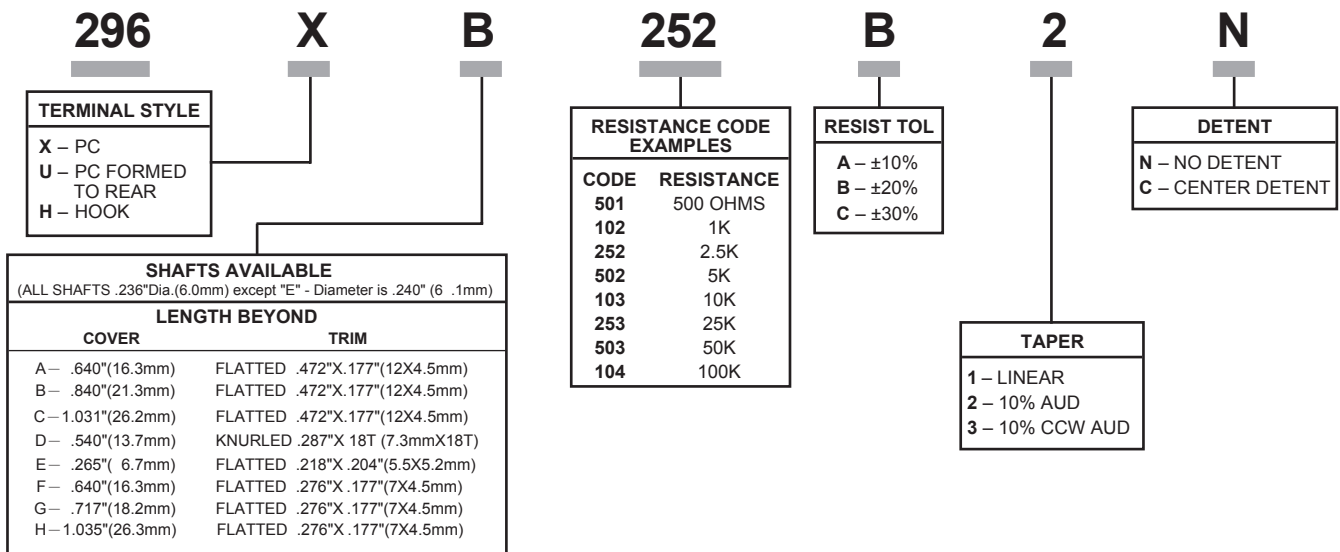 296 X B 252 B 2 N
TERMINAL STYLE
X – PC
U – PC FORMED
TO REAR
H – HOOK
SHAFTS AVAILABLE
(ALL SHAFTS .236"Dia.(6.0mm) except "E" - Diameter is .240" (6 .1mm)
LENGTH BEYOND
COVER TRIM
A— .640"(16.3mm) FLATTED .472"X.177"(12X4.5mm)
B— .840"(21.3mm) FLATTED .472"X.177"(12X4.5mm)
C—1.031"(26.2mm) FLATTED .472"X.177"(12X4.5mm)
D— .540"(13.7mm) KNURLED .287"X 18T (7.3mmX18T)
E— .265"( 6.7mm) FLATTED .218"X .204"(5.5X5.2mm)
F— .640"(16.3mm) FLATTED .276"X .177"(7X4.5mm)
G— .717"(18.2mm) FLATTED .276"X .177"(7X4.5mm)
H—1.035"(26.3mm) FLATTED .276"X .177"(7X4.5mm)
RESISTANCE CODE
EXAMPLES
CODE RESISTANCE
501 500 OHMS
102 1K
252 2.5K
502 5K
103 10K
253 25K
503 50K
104 100K
RESIST TOL
A – ±10%
B – ±20%
C – ±30%
TAPER
1 – LINEAR
2 – 10% AUD
3 – 10% CCW AUD
DETENT
N – NO DETENT
C – CENTER DETENT